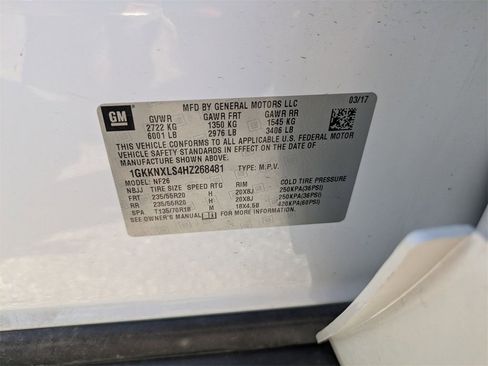 GM
MFD BY GENERAL MOTORS LLC
03/17
GVWR GAWR FRT GAWR RR
2722 KG 1350 KG 1545 KG
6001 LB 2976 LB 3406 LB
THIS VEHICLE CONFORMS TO ALL APPLICABLE U.S. FEDERAL MOTOR
VEHICLE SAFETY STANDARDS IN EFFECT ON THE DATE OF
MANUFACTURE SHOWN ABOVE.
1GKKNXLS4HZ268481 TYPE: M.P.V.
MODEL: NF26
NBJJ TIRE SIZE SPEED RTG RIM COLD TIRE PRESSURE
FRT 235/55R20 H 20X8J 250KPA(36PSI)
RR 235/55R20 H 20X8J 250KPA(36PSI)
SPA T135/70R18 M 18X4.5B 420KPA(60PSI)
SEE OWNER'S MANUAL FOR MORE INFORMATION.